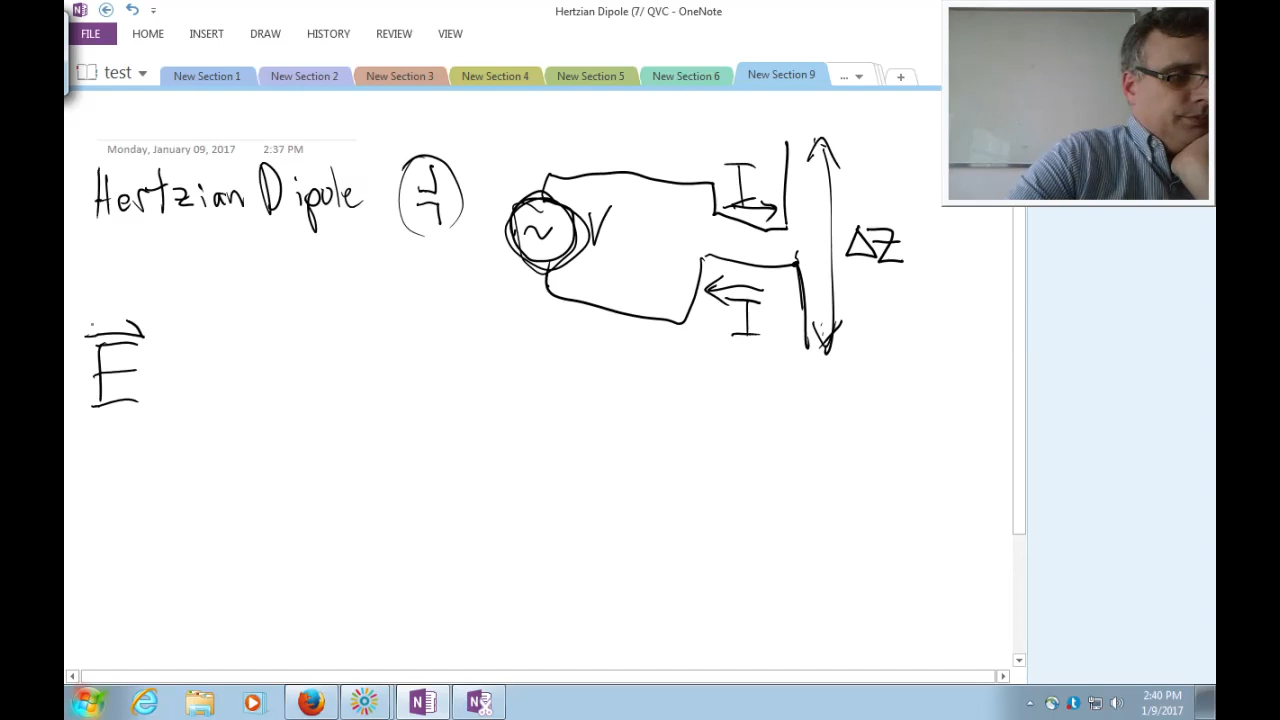 Hertzian Dipole (7/ QVC - OneNote
FILE HOME INSERT DRAW HISTORY REVIEW VIEW
test New Section 1 New Section 2 New Section 3 New Section 4 New Section 5 New Section 6 New Section 9 ... +
Monday, January 09, 2017 2:37 PM
Hertzian Dipole
I
V
ΔZ
I
E
2:40 PM
1/9/2017